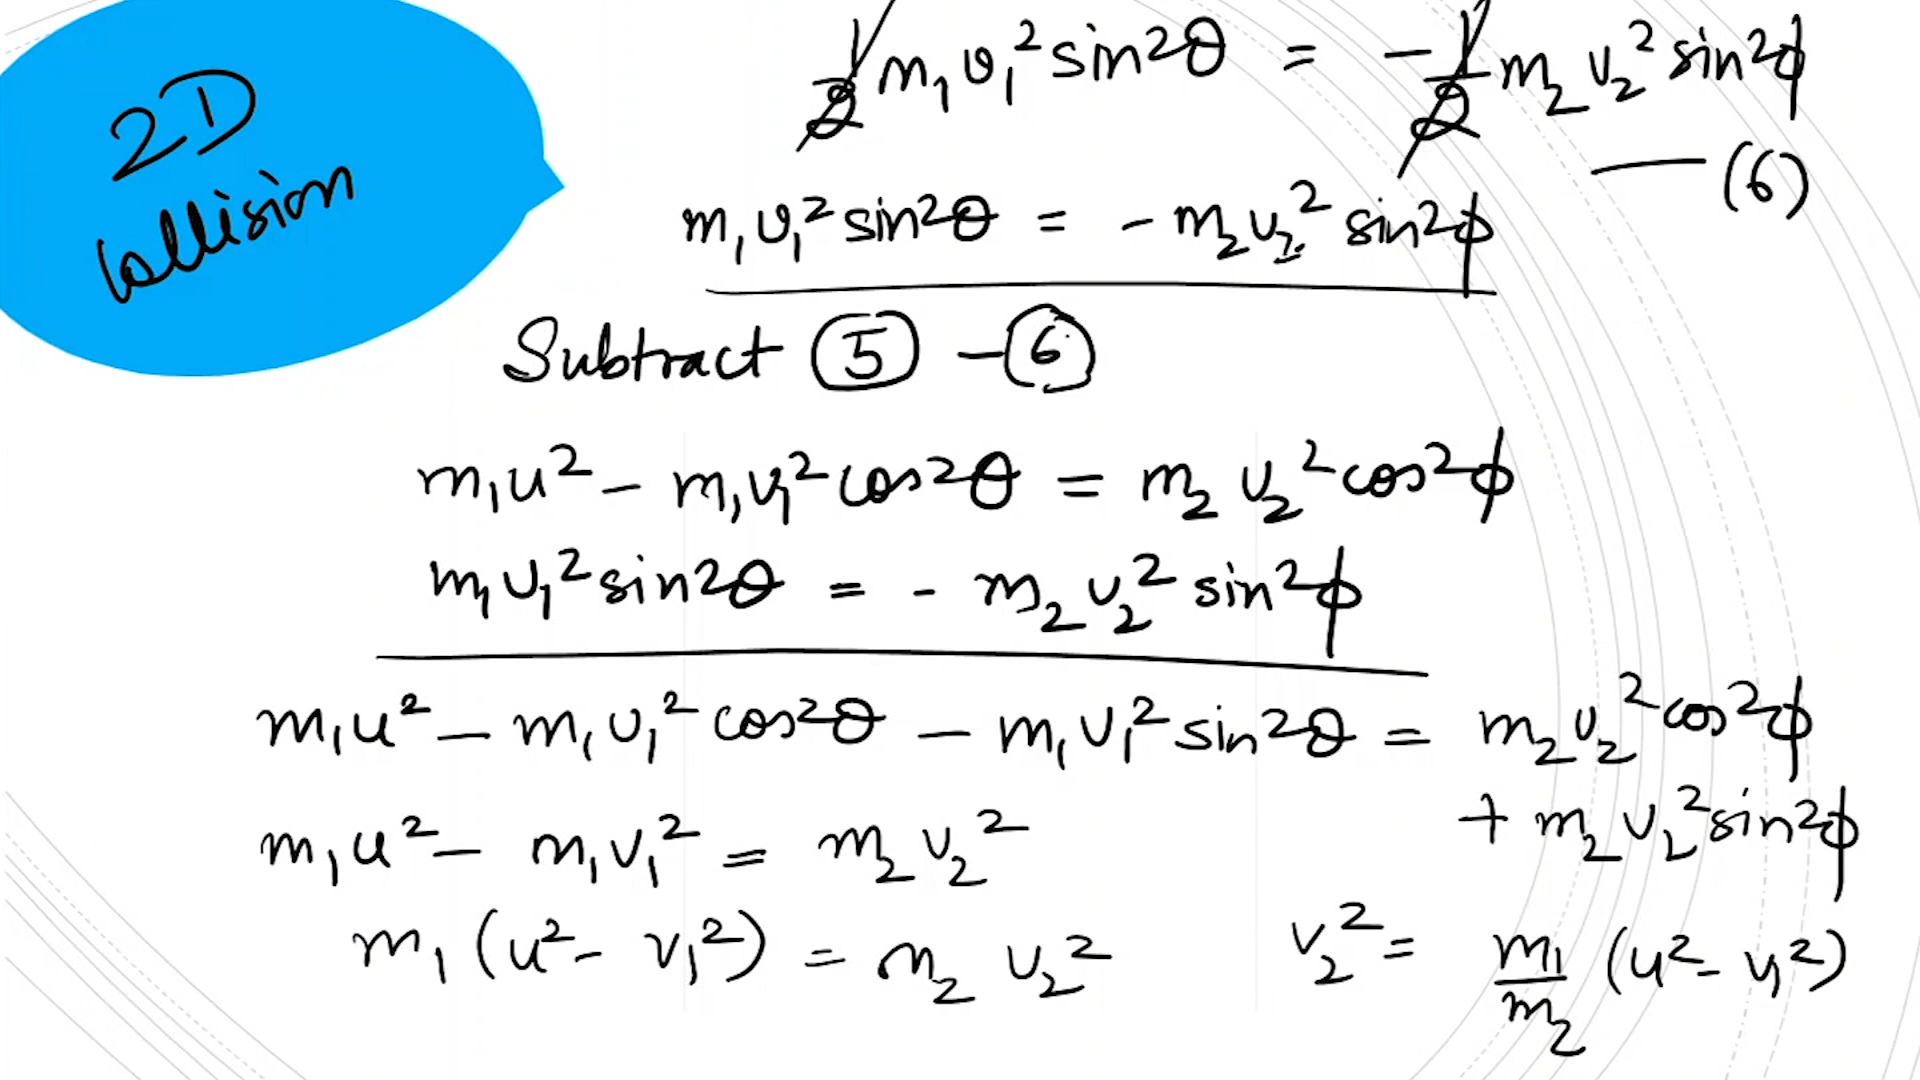 2D
Collision
1/2 m₁v₁² sin2θ = - 1/2 m₂v₂² sin2ϕ
(6)
m₁v₁² sin2θ = - m₂v₂² sin2ϕ
Subtract ⑤ - ⑥
m₁u² - m₁v₁² cos2θ = m₂v₂² cos2ϕ
m₁v₁² sin2θ = - m₂v₂² sin2ϕ
m₁u² - m₁v₁² cos2θ - m₁v₁² sin2θ = m₂v₂² cos2ϕ
+ m₂v₂² sin2ϕ
m₁u² - m₁v₁² = m₂v₂²
m₁(u² - v₁²) = m₂ v₂²
v₂² = m₁/m₂ (u² - v₁²)